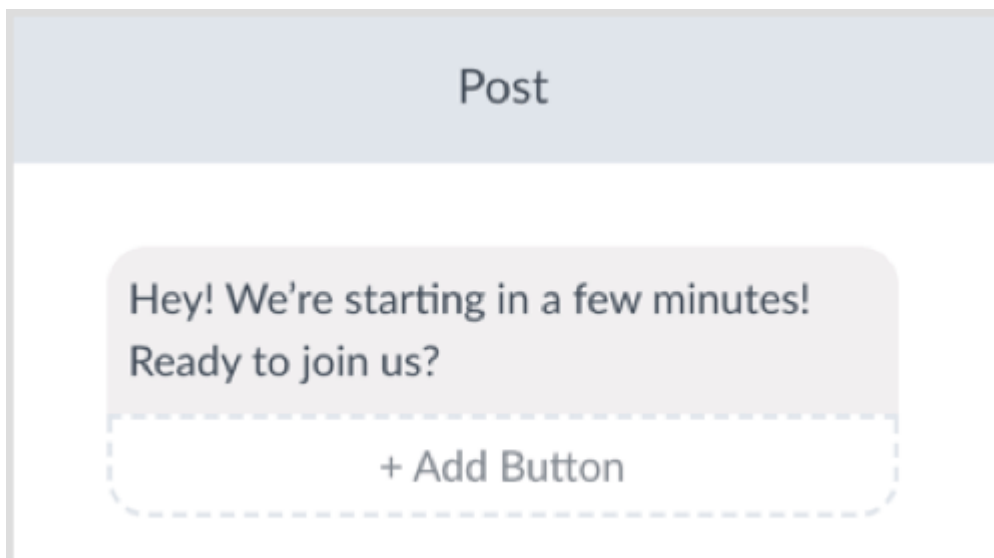 Post
Hey! We’re starting in a few minutes!
Ready to join us?
+ Add Button